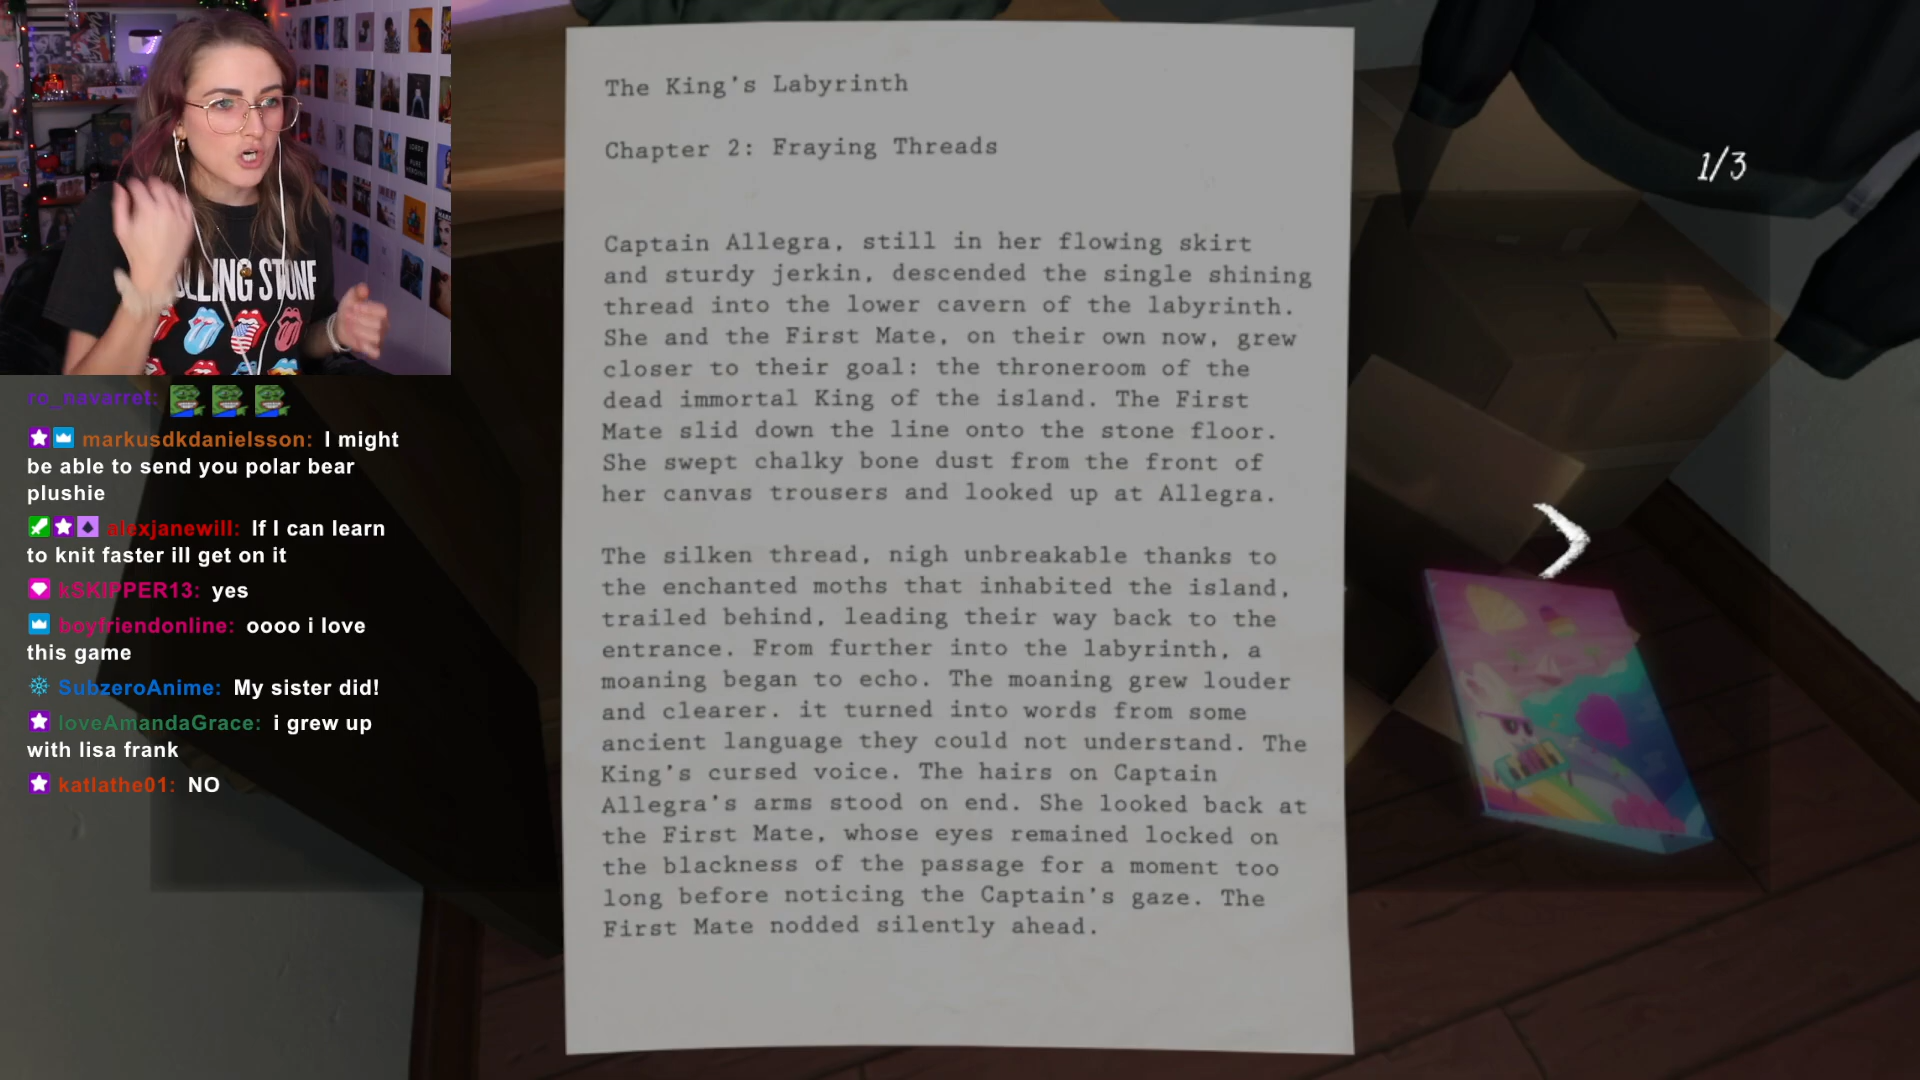 The King's Labyrinth
Chapter 2: Fraying Threads
1/3
Captain Allegra, still in her flowing skirt
and sturdy jerkin, descended the single shining
thread into the lower cavern of the labyrinth.
She and the First Mate, on their own now, grew
closer to their goal: the throneroom of the
dead immortal King of the island. The First
Mate slid down the line onto the stone floor.
She swept chalky bone dust from the front of
her canvas trousers and looked up at Allegra.
The silken thread, nigh unbreakable thanks to
the enchanted moths that inhabited the island,
trailed behind, leading their way back to the
entrance. From further into the labyrinth, a
moaning began to echo. The moaning grew louder
and clearer. it turned into words from some
ancient language they could not understand. The
King's cursed voice. The hairs on Captain
Allegra's arms stood on end. She looked back at
the First Mate, whose eyes remained locked on
the blackness of the passage for a moment too
long before noticing the Captain's gaze. The
First Mate nodded silently ahead.
LLING STONE
ro_navarret:
markusdkdanielsson: I might
be able to send you polar bear
plushie
alexjanewill: If I can learn
to knit faster ill get on it
kSKIPPER13: yes
boyfriendonline: oooo i love
this game
SubzeroAnime: My sister did!
loveAmandaGrace: i grew up
with lisa frank
katlathe01: NO